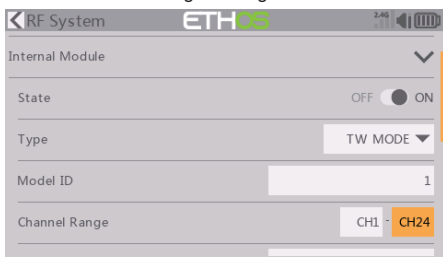 RF System ETHOS 2.4G
Internal Module
State OFF ON
Type TW MODE
Model ID 1
Channel Range CH1 - CH24